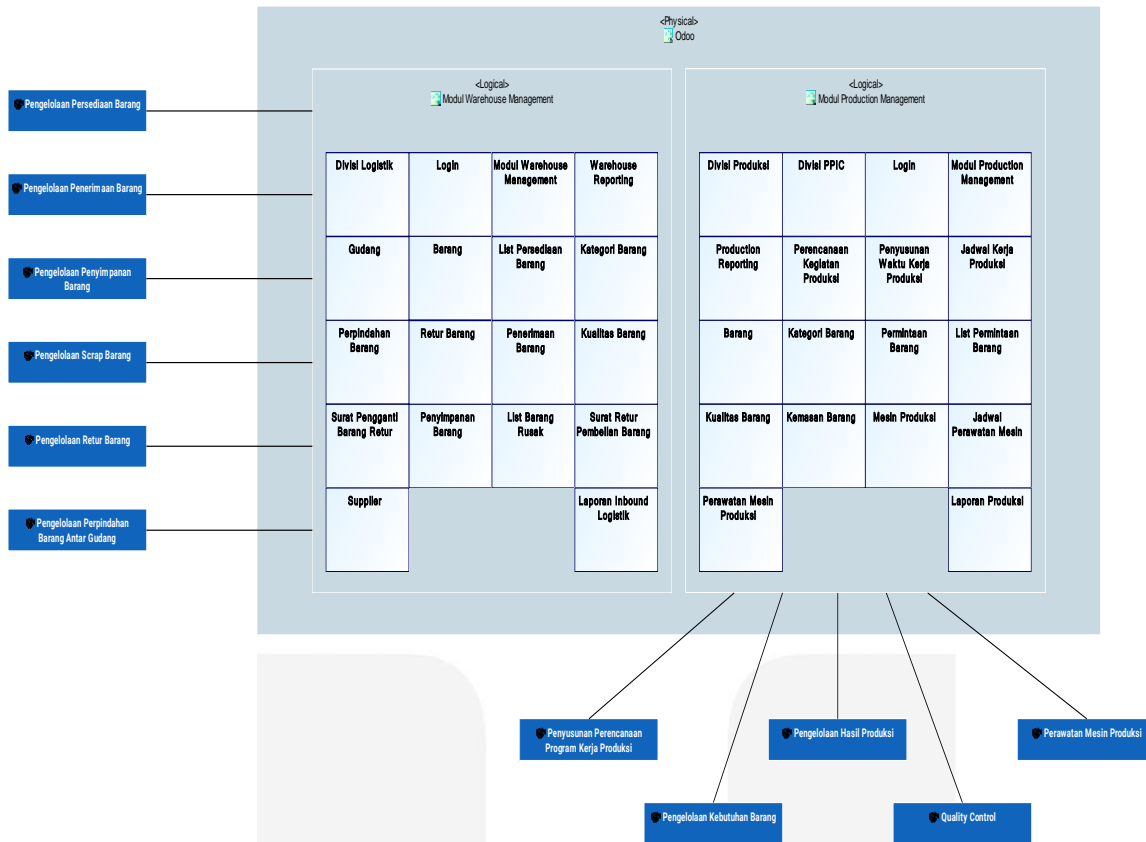 <Physical>
Odoo
<Logical>
Modul Warehouse Management
<Logical>
Modul Production Management
Pengelolaan Persediaan Barang
Pengelolaan Penerimaan Barang
Pengelolaan Penyimpanan
Barang
Pengelolaan Scrap Barang
Pengelolaan Retur Barang
Pengelolaan Perpindahan
Barang Antar Gudang
Divisi Logistik
Login
Modul Warehouse
Management
Warehouse
Reporting
Gudang
Barang
List Persediaan
Barang
Kategori Barang
Perpindahan
Barang
Retur Barang
Penerimaan
Barang
Kualitas Barang
Surat Pengganti
Barang Retur
Penyimpanan
Barang
List Barang
Rusak
Surat Retur
Pembelian Barang
Supplier
Laporan Inbound
Logistik
Divisi Produksi
Divisi PPIC
Login
Modul Production
Management
Production
Reporting
Perencanaan
Kegiatan
Produksi
Penyusunan
Waktu Kerja
Produksi
Jadwal Kerja
Produksi
Barang
Kategori Barang
Permintaan
Barang
List Permintaan
Barang
Kualitas Barang
Kemasan Barang
Mesin Produksi
Jadwal
Perawatan Mesin
Perawatan Mesin
Produksi
Laporan Produksi
Penyusunan Perencanaan
Program Kerja Produksi
Pengelolaan Hasil Produksi
Perawatan Mesin Produksi
Pengelolaan Kebutuhan Barang
Quality Control